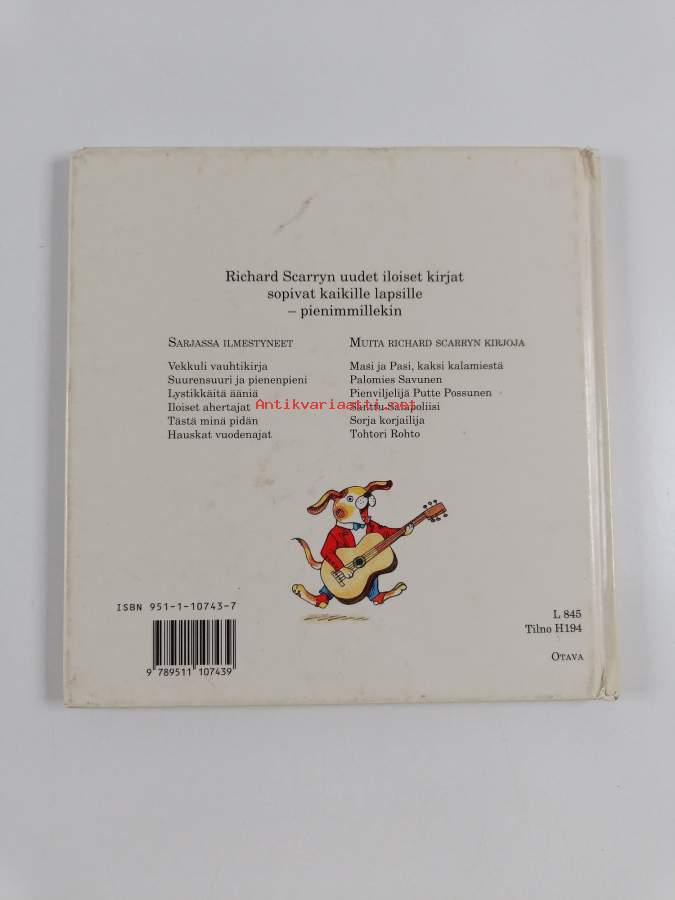 Richard Scarryn uudet iloiset kirjat
sopivat kaikille lapsille
– pienimmillekin
SARJASSA ILMESTYNEET
Vekkuli vauhtikirja
Suurensuuri ja pienenpieni
Lystikkäitä ääniä
Iloiset ahertajat
Tästä minä pidän
Hauskat vuodenajat
MUITA RICHARD SCARRYN KIRJOJA
Masi ja Pasi, kaksi kalamiestä
Palomies Savunen
Pienviljelijä Putte Possunen
Santtu Satapoliisi
Sorja korjailija
Tohtori Rohto
Antikvariaatti.net
ISBN 951-1-10743-7
9 789511 107439
L 845
Tilno H194
OTAVA